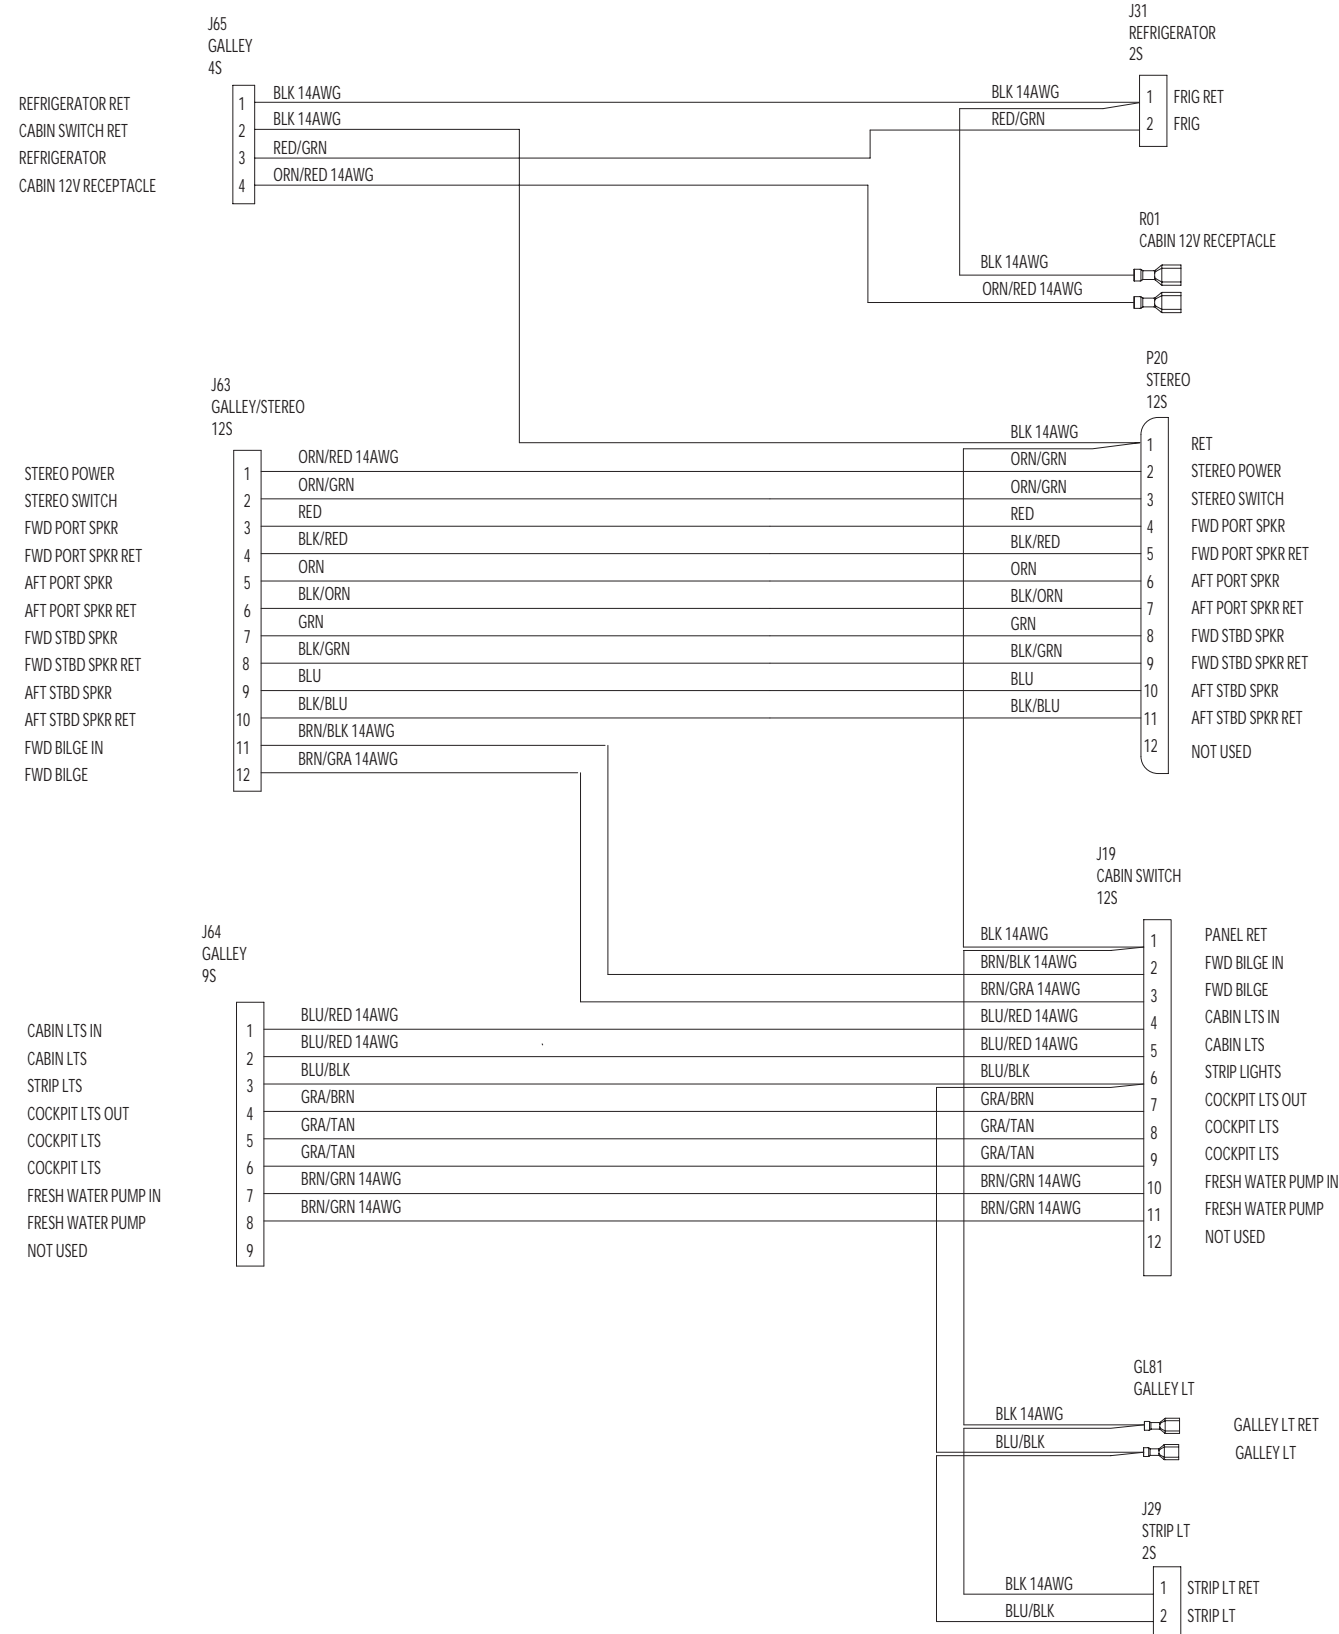 J65
GALLEY
4S
REFRIGERATOR RET
CABIN SWITCH RET
REFRIGERATOR
CABIN 12V RECEPTACLE
1
2
3
4
BLK 14AWG
BLK 14AWG
RED/GRN
ORN/RED 14AWG
J31
REFRIGERATOR
2S
BLK 14AWG
RED/GRN
1 FRIG RET
2 FRIG
R01
CABIN 12V RECEPTACLE
BLK 14AWG
ORN/RED 14AWG
J63
GALLEY/STEREO
12S
STEREO POWER 1 ORN/RED 14AWG
STEREO SWITCH 2 ORN/GRN
FWD PORT SPKR 3 RED
FWD PORT SPKR RET 4 BLK/RED
AFT PORT SPKR 5 ORN
AFT PORT SPKR RET 6 BLK/ORN
FWD STBD SPKR 7 GRN
FWD STBD SPKR RET 8 BLK/GRN
AFT STBD SPKR 9 BLU
AFT STBD SPKR RET 10 BLK/BLU
FWD BILGE IN 11 BRN/BLK 14AWG
FWD BILGE 12 BRN/GRA 14AWG
P20
STEREO
12S
BLK 14AWG 1 RET
ORN/GRN 2 STEREO POWER
ORN/GRN 3 STEREO SWITCH
RED 4 FWD PORT SPKR
BLK/RED 5 FWD PORT SPKR RET
ORN 6 AFT PORT SPKR
BLK/ORN 7 AFT PORT SPKR RET
GRN 8 FWD STBD SPKR
BLK/GRN 9 FWD STBD SPKR RET
BLU 10 AFT STBD SPKR
BLK/BLU 11 AFT STBD SPKR RET
12 NOT USED
J64
GALLEY
9S
CABIN LTS IN 1 BLU/RED 14AWG
CABIN LTS 2 BLU/RED 14AWG
STRIP LTS 3 BLU/BLK
COCKPIT LTS OUT 4 GRA/BRN
COCKPIT LTS 5 GRA/TAN
COCKPIT LTS 6 GRA/TAN
FRESH WATER PUMP IN 7 BRN/GRN 14AWG
FRESH WATER PUMP 8 BRN/GRN 14AWG
NOT USED 9
J19
CABIN SWITCH
12S
BLK 14AWG 1 PANEL RET
BRN/BLK 14AWG 2 FWD BILGE IN
BRN/GRA 14AWG 3 FWD BILGE
BLU/RED 14AWG 4 CABIN LTS IN
BLU/RED 14AWG 5 CABIN LTS
BLU/BLK 6 STRIP LIGHTS
GRA/BRN 7 COCKPIT LTS OUT
GRA/TAN 8 COCKPIT LTS
GRA/TAN 9 COCKPIT LTS
BRN/GRN 14AWG 10 FRESH WATER PUMP IN
BRN/GRN 14AWG 11 FRESH WATER PUMP
12 NOT USED
GL81
GALLEY LT
BLK 14AWG GALLEY LT RET
BLU/BLK GALLEY LT
J29
STRIP LT
2S
BLK 14AWG 1 STRIP LT RET
BLU/BLK 2 STRIP LT